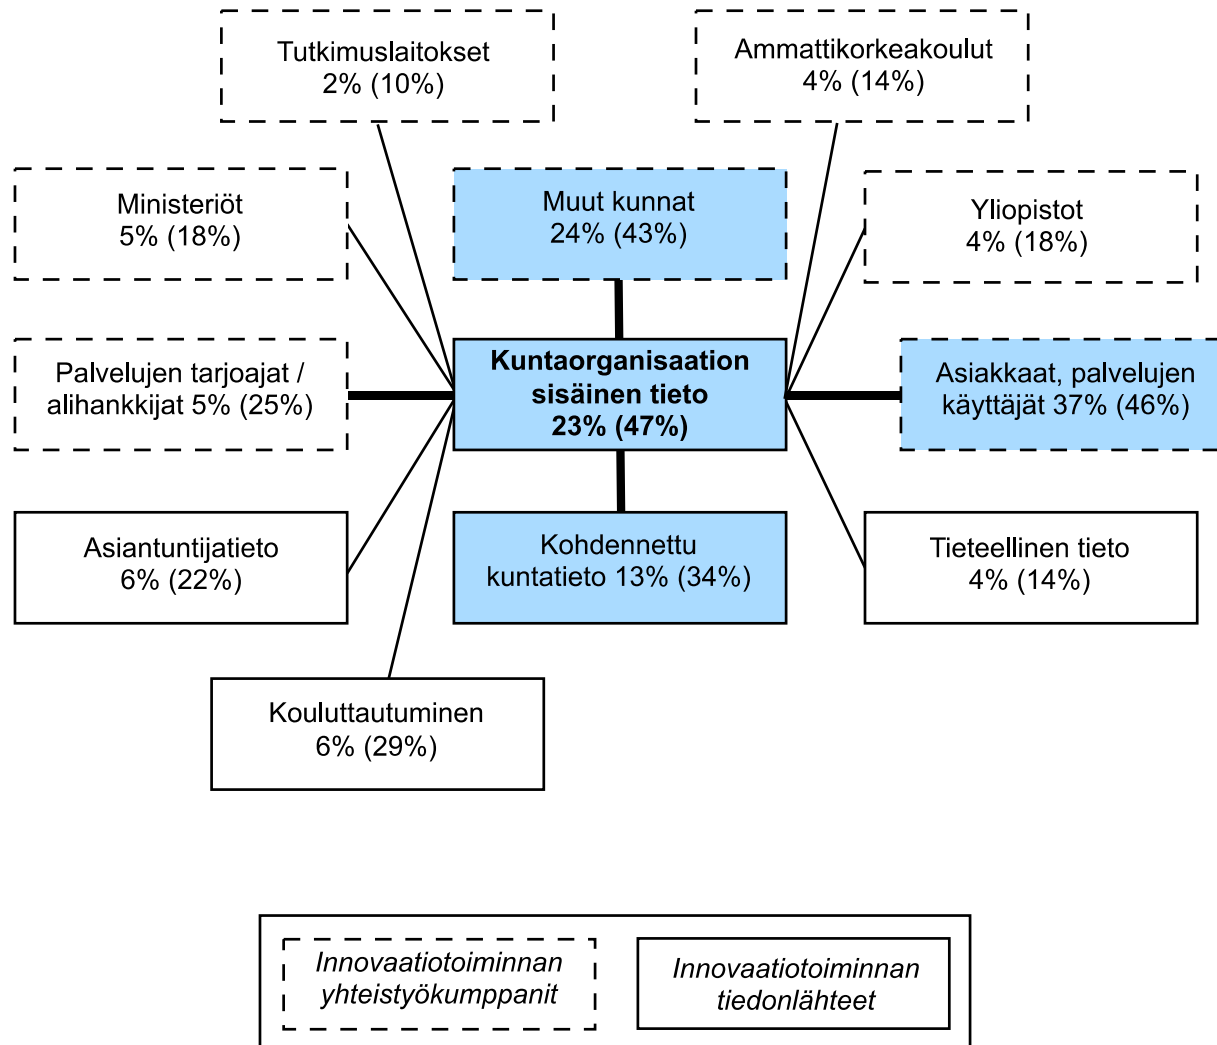 Tutkimuslaitokset
2% (10%)
Ammattikorkeakoulut
4% (14%)
Ministeriöt
5% (18%)
Muut kunnat
24% (43%)
Yliopistot
4% (18%)
Palvelujen tarjoajat /
alihankkijat 5% (25%)
Kuntaorganisaation
sisäinen tieto
23% (47%)
Asiakkaat, palvelujen
käyttäjät 37% (46%)
Asiantuntijatieto
6% (22%)
Kohdennettu
kuntatieto 13% (34%)
Tieteellinen tieto
4% (14%)
Kouluttautuminen
6% (29%)
Innovaatiotoiminnan
yhteistyökumppanit
Innovaatiotoiminnan
tiedonlähteet